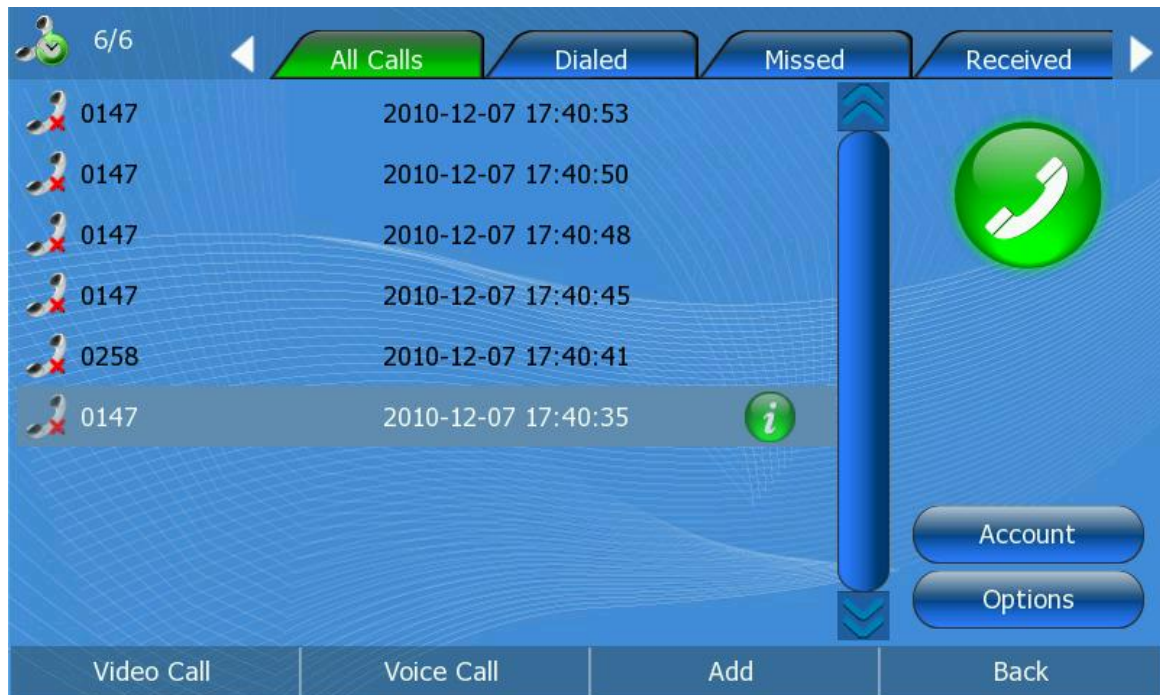 6/6 All Calls Dialed Missed Received
0147 2010-12-07 17:40:53
0147 2010-12-07 17:40:50
0147 2010-12-07 17:40:48
0147 2010-12-07 17:40:45
0258 2010-12-07 17:40:41
0147 2010-12-07 17:40:35 i
Account
Options
Video Call Voice Call Add Back